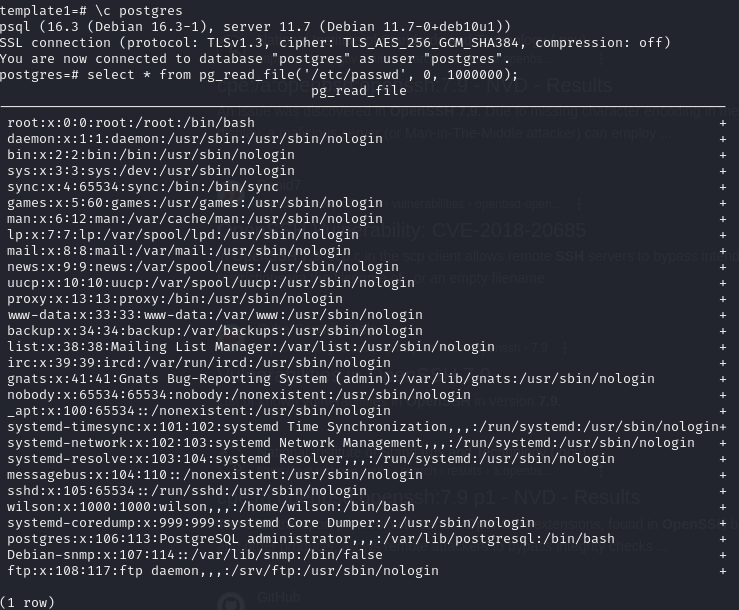 template1=# \c postgres
psql (16.3 (Debian 16.3-1), server 11.7 (Debian 11.7-0+deb10u1))
SSL connection (protocol: TLSv1.3, cipher: TLS_AES_256_GCM_SHA384, compression: off)
You are now connected to database "postgres" as user "postgres".
postgres=# select * from pg_read_file('/etc/passwd', 0, 1000000);
pg_read_file
root:x:0:0:root:/root:/bin/bash +
daemon:x:1:1:daemon:/usr/sbin:/usr/sbin/nologin +
bin:x:2:2:bin:/bin:/usr/sbin/nologin +
sys:x:3:3:sys:/dev:/usr/sbin/nologin +
sync:x:4:65534:sync:/bin:/bin/sync +
games:x:5:60:games:/usr/games:/usr/sbin/nologin +
man:x:6:12:man:/var/cache/man:/usr/sbin/nologin +
lp:x:7:7:lp:/var/spool/lpd:/usr/sbin/nologin +
mail:x:8:8:mail:/var/mail:/usr/sbin/nologin +
news:x:9:9:news:/var/spool/news:/usr/sbin/nologin +
uucp:x:10:10:uucp:/var/spool/uucp:/usr/sbin/nologin +
proxy:x:13:13:proxy:/bin:/usr/sbin/nologin +
www-data:x:33:33:www-data:/var/www:/usr/sbin/nologin +
backup:x:34:34:backup:/var/backups:/usr/sbin/nologin +
list:x:38:38:Mailing List Manager:/var/list:/usr/sbin/nologin +
irc:x:39:39:ircd:/var/run/ircd:/usr/sbin/nologin +
gnats:x:41:41:Gnats Bug-Reporting System (admin):/var/lib/gnats:/usr/sbin/nologin +
nobody:x:65534:65534:nobody:/nonexistent:/usr/sbin/nologin +
_apt:x:100:65534::/nonexistent:/usr/sbin/nologin +
systemd-timesync:x:101:102:systemd Time Synchronization,,,:/run/systemd:/usr/sbin/nologin+
systemd-network:x:102:103:systemd Network Management,,,:/run/systemd:/usr/sbin/nologin +
systemd-resolve:x:103:104:systemd Resolver,,,:/run/systemd:/usr/sbin/nologin +
messagebus:x:104:110::/nonexistent:/usr/sbin/nologin +
sshd:x:105:65534::/run/sshd:/usr/sbin/nologin +
wilson:x:1000:1000:wilson,,,:/home/wilson:/bin/bash +
systemd-coredump:x:999:999:systemd Core Dumper:/:/usr/sbin/nologin +
postgres:x:106:113:PostgreSQL administrator,,,:/var/lib/postgresql:/bin/bash +
Debian-snmp:x:107:114::/var/lib/snmp:/bin/false +
ftp:x:108:117:ftp daemon,,,:/srv/ftp:/usr/sbin/nologin +
(1 row)
GitHub